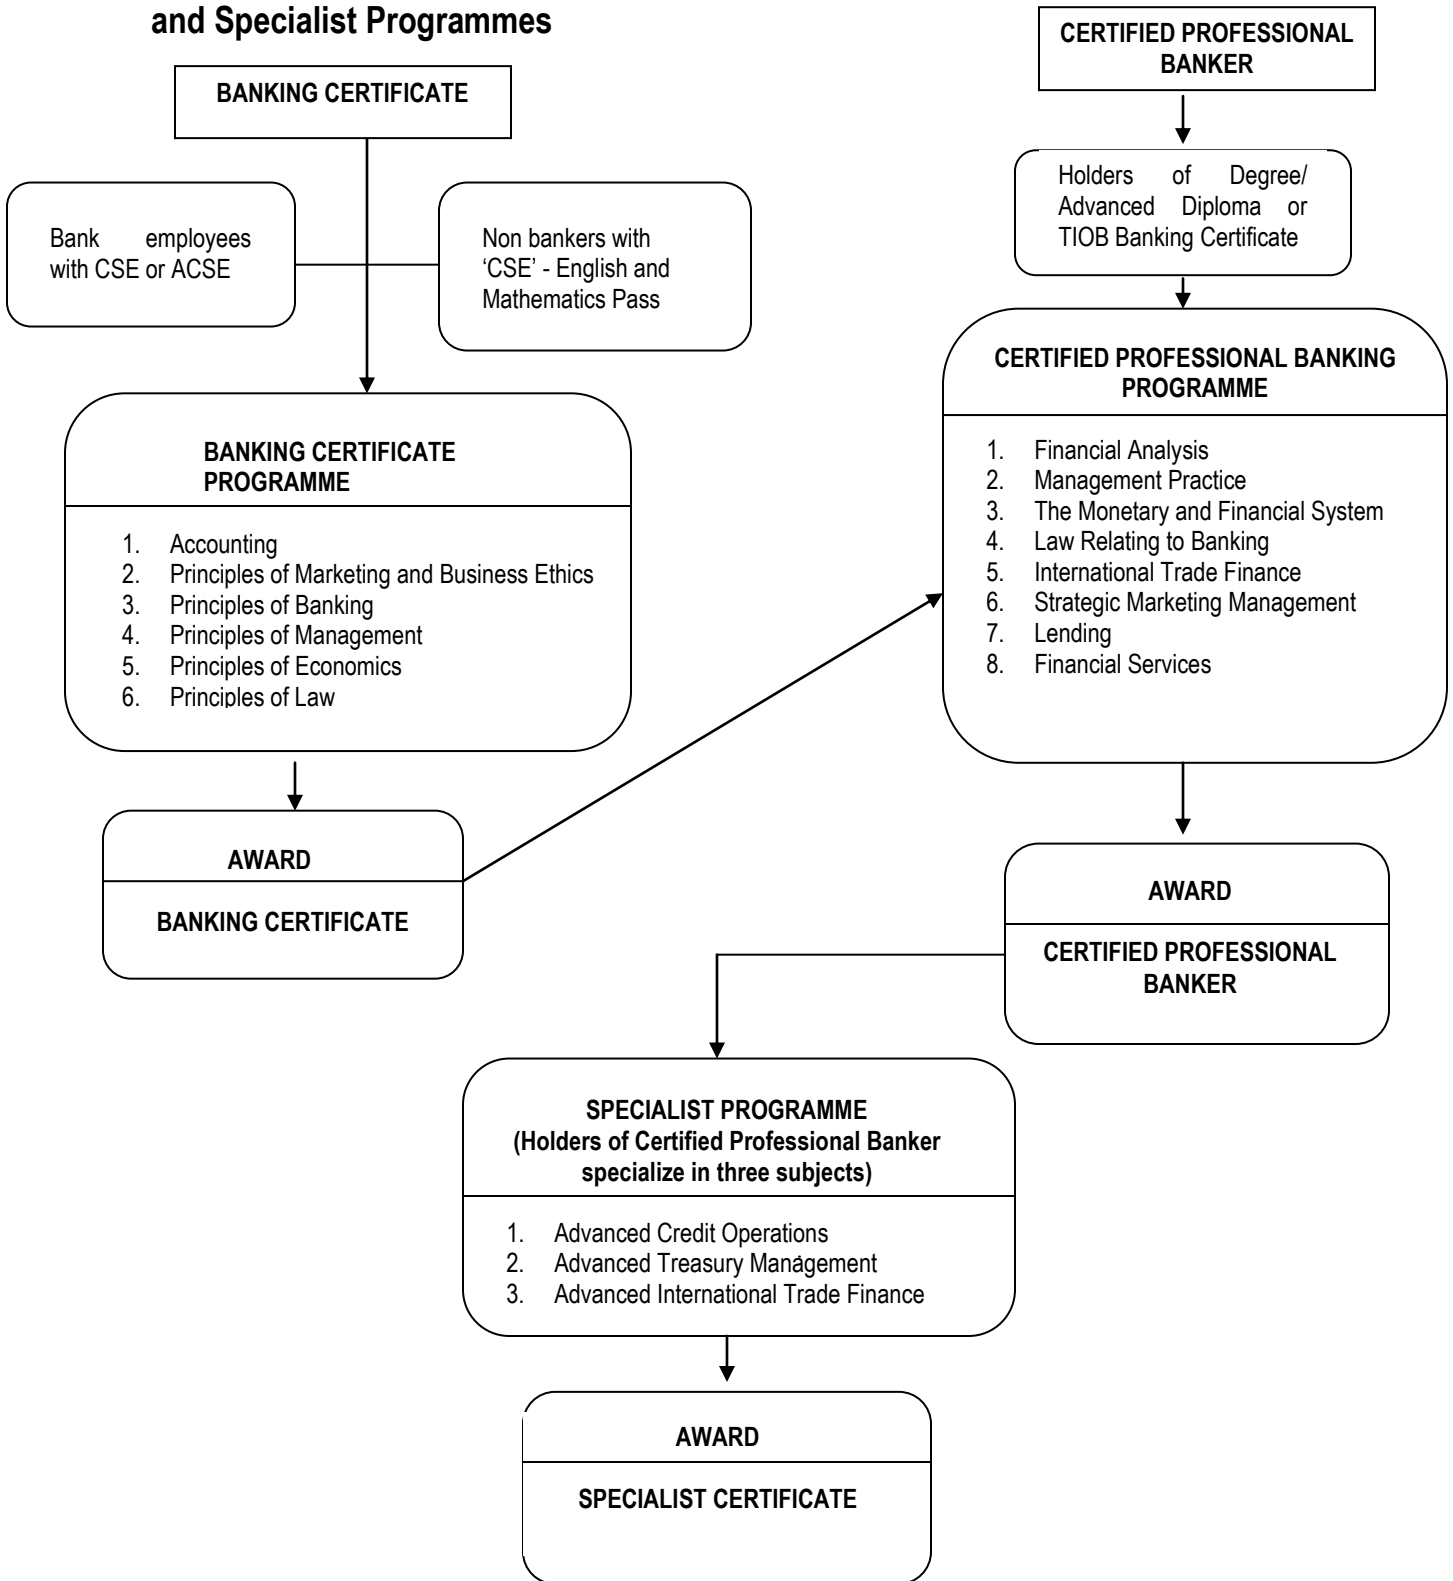 and Specialist Programmes
BANKING CERTIFICATE
Bank employees
with CSE or ACSE
Non bankers with
‘CSE’ - English and
Mathematics Pass
BANKING CERTIFICATE
PROGRAMME
1. Accounting
2. Principles of Marketing and Business Ethics
3. Principles of Banking
4. Principles of Management
5. Principles of Economics
6. Principles of Law
AWARD
BANKING CERTIFICATE
CERTIFIED PROFESSIONAL
BANKER
Holders of Degree/
Advanced Diploma or
TIOB Banking Certificate
CERTIFIED PROFESSIONAL BANKING
PROGRAMME
1. Financial Analysis
2. Management Practice
3. The Monetary and Financial System
4. Law Relating to Banking
5. International Trade Finance
6. Strategic Marketing Management
7. Lending
8. Financial Services
AWARD
CERTIFIED PROFESSIONAL
BANKER
SPECIALIST PROGRAMME
(Holders of Certified Professional Banker
specialize in three subjects)
1. Advanced Credit Operations
2. Advanced Treasury Management
3. Advanced International Trade Finance
AWARD
SPECIALIST CERTIFICATE